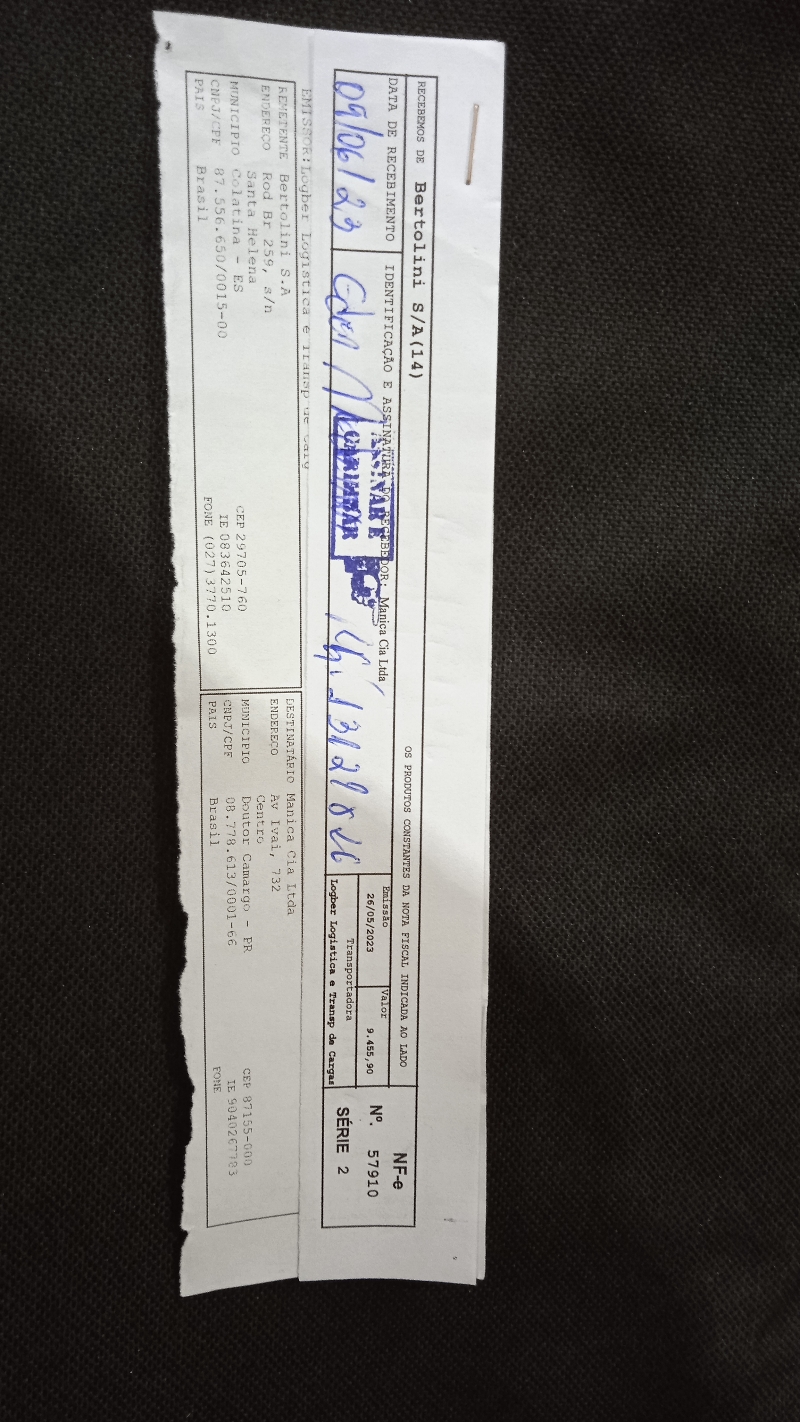 RECEBEMOS DE Bertolini S/A(14) OS PRODUTOS CONSTANTES DA NOTA FISCAL INDICADA AO LADO
DATA DE RECEBIMENTO
09/06/23
IDENTIFICAÇÃO E ASSINATURA DO RECEBEDOR: Manica Cia Ltda
ASSINAR E
CARIMBAR
Emissão
26/05/2023
Valor
9.455,90
Transportadora
Logber Logistica e Transp de Cargas
NF-e
Nº. 57910
SÉRIE 2
EMISSOR:Logber Logistica e Transp de Carg
REMETENTE Bertolini S.A
ENDEREÇO Rod Br 259, s/n
Santa Helena
MUNICIPIO Colatina - ES CEP 29705-760
CNPJ/CPF 87.556.650/0015-00 IE 083642510
PAIS Brasil FONE (027)3770.1300
DESTINATÁRIO Manica Cia Ltda
ENDEREÇO Av Ivai, 732
Centro
MUNICIPIO Doutor Camargo - PR CEP 87155-000
CNPJ/CPF 08.778.613/0001-66 IE 9040267783
PAIS Brasil FONE